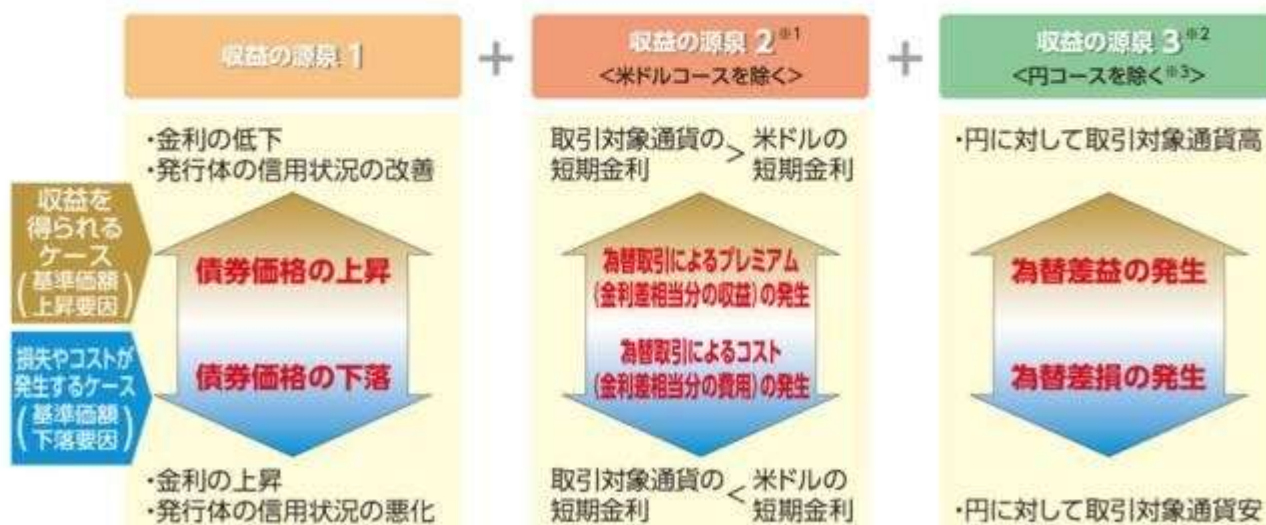 収益の源泉 1
+
収益の源泉 2※1
<米ドルコースを除く>
+
収益の源泉 3※2
<円コースを除く※3>
・金利の低下
・発行体の信用状況の改善
取引対象通貨の短期金利 > 米ドルの短期金利
・円に対して取引対象通貨高
収益を
得られる
ケース
(基準価額
上昇要因)
債券価格の上昇
為替取引によるプレミアム
(金利差相当分の収益)の発生
為替差益の発生
損失やコストが
発生するケース
(基準価額
下落要因)
債券価格の下落
為替取引によるコスト
(金利差相当分の費用)の発生
為替差損の発生
・金利の上昇
・発行体の信用状況の悪化
取引対象通貨の短期金利 < 米ドルの短期金利
・円に対して取引対象通貨安